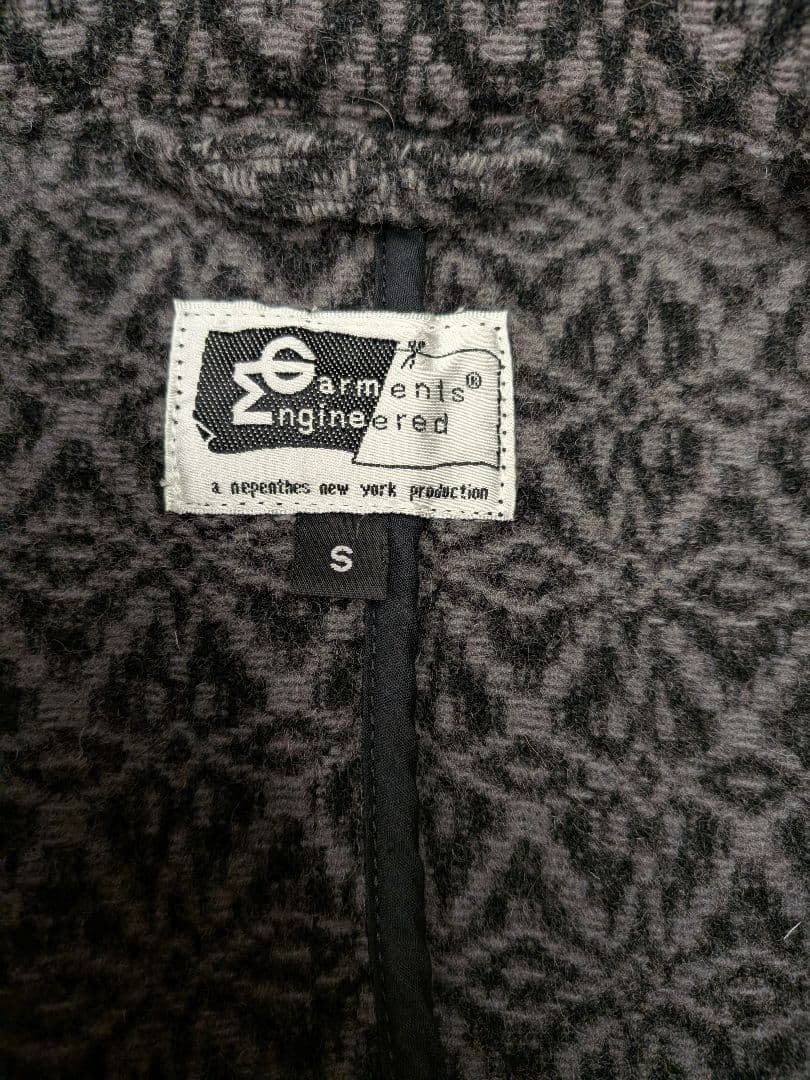 Garments®
Engineered
a nepenthes new york production
S